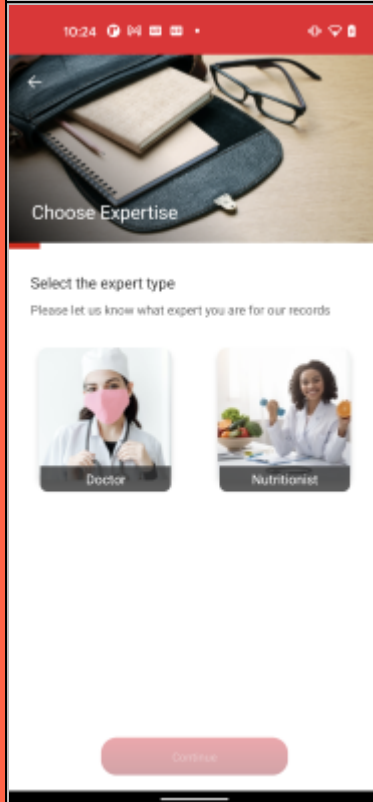 10:24
Choose Expertise
Select the expert type
Please let us know what expert you are for our records
Doctor
Nutritionist
Continue